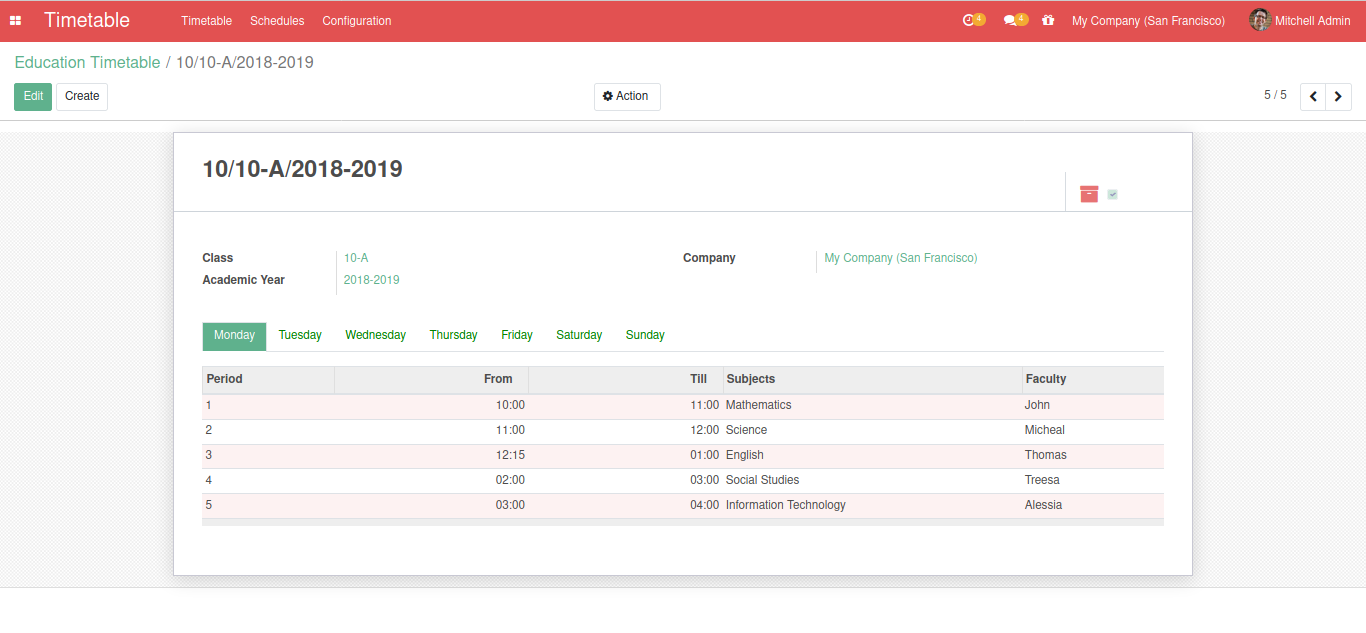 Timetable Timetable Schedules Configuration 4 4 My Company (San Francisco) Mitchell Admin
Education Timetable / 10/10-A/2018-2019
Edit Create Action 5 / 5
10/10-A/2018-2019
Class 10-A Company My Company (San Francisco)
Academic Year 2018-2019
Monday Tuesday Wednesday Thursday Friday Saturday Sunday
Period From Till Subjects Faculty
1 10:00 11:00 Mathematics John
2 11:00 12:00 Science Micheal
3 12:15 01:00 English Thomas
4 02:00 03:00 Social Studies Treesa
5 03:00 04:00 Information Technology Alessia